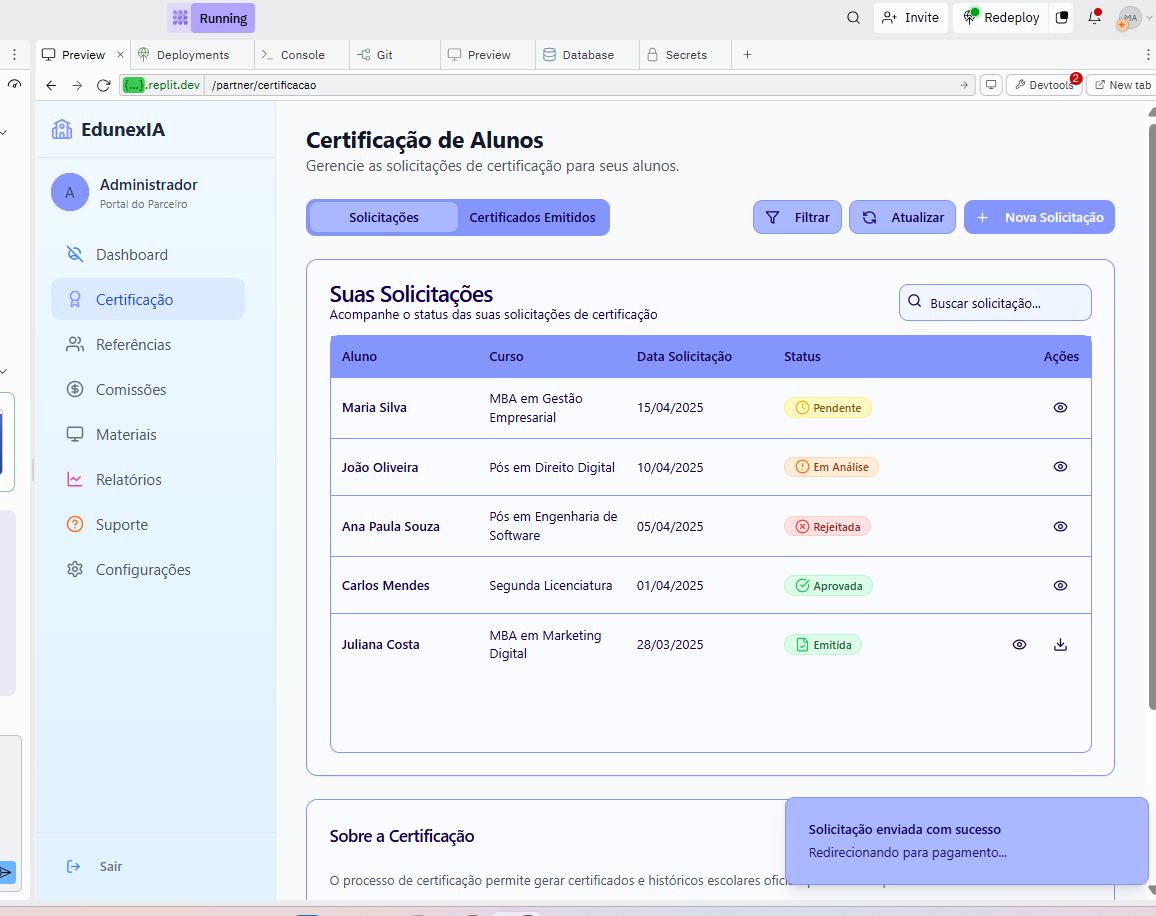 Running
Invite
Redeploy
MA
Preview
Deployments
Console
Git
Preview
Database
Secrets
{...}.replit.dev
/partner/certificacao
Devtools
2
New tab
EdunexIA
A
Administrador
Portal do Parceiro
Dashboard
Certificação
Referências
Comissões
Materiais
Relatórios
Suporte
Configurações
Sair
Certificação de Alunos
Gerencie as solicitações de certificação para seus alunos.
Solicitações
Certificados Emitidos
Filtrar
Atualizar
Nova Solicitação
Suas Solicitações
Acompanhe o status das suas solicitações de certificação
Buscar solicitação...
Aluno Curso Data Solicitação Status Ações
Maria Silva MBA em Gestão Empresarial 15/04/2025 Pendente
João Oliveira Pós em Direito Digital 10/04/2025 Em Análise
Ana Paula Souza Pós em Engenharia de Software 05/04/2025 Rejeitada
Carlos Mendes Segunda Licenciatura 01/04/2025 Aprovada
Juliana Costa MBA em Marketing Digital 28/03/2025 Emitida
Sobre a Certificação
O processo de certificação permite gerar certificados e históricos escolares
Solicitação enviada com sucesso
Redirecionando para pagamento...